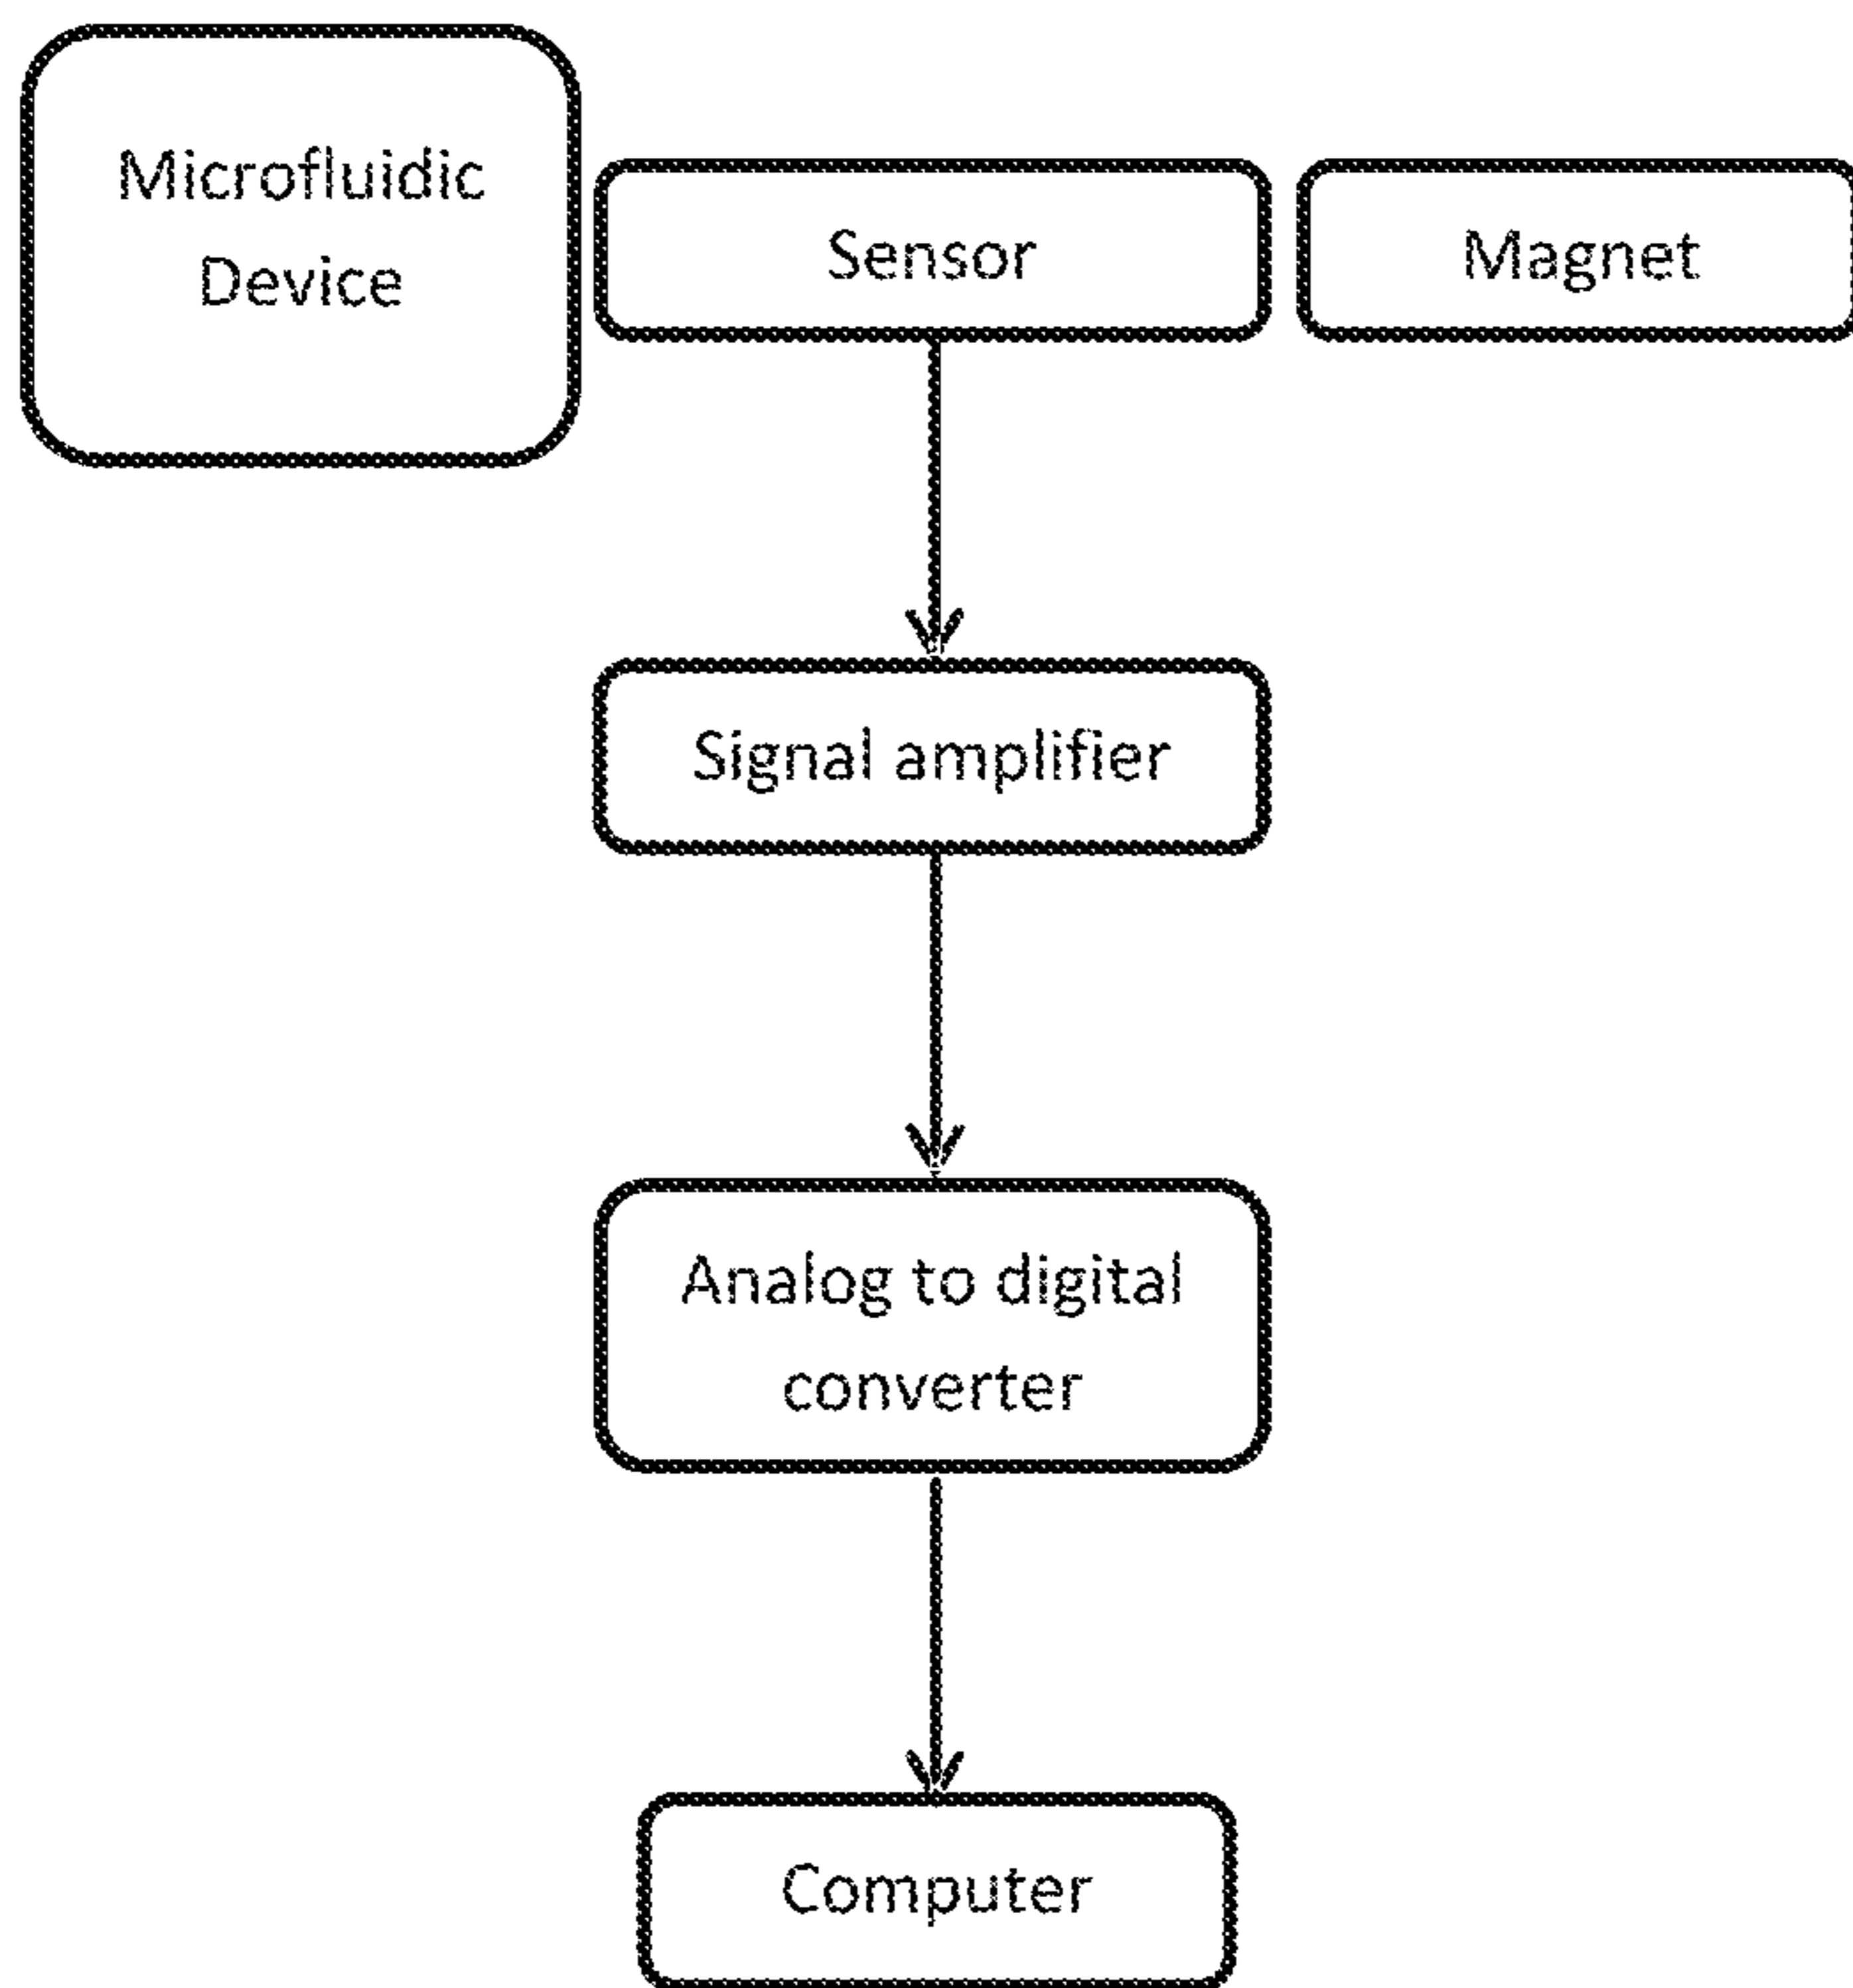 Microfluidic
Device
Sensor
Magnet
Signal amplifier
Analog to digital
converter
Computer